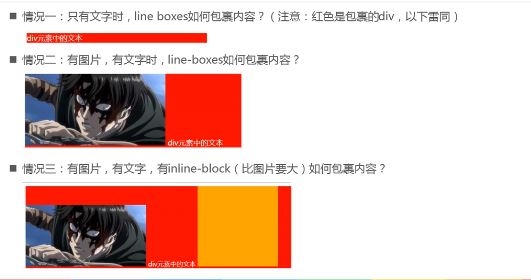 情况一：只有文字时，line boxes如何包裹内容？（注意：红色是包裹的div，以下雷同）
div元素中的文本
情况二：有图片，有文字时，line-boxes如何包裹内容？
div元素中的文本
情况三：有图片，有文字，有inline-block（比图片要大）如何包裹内容？
div元素中的文本